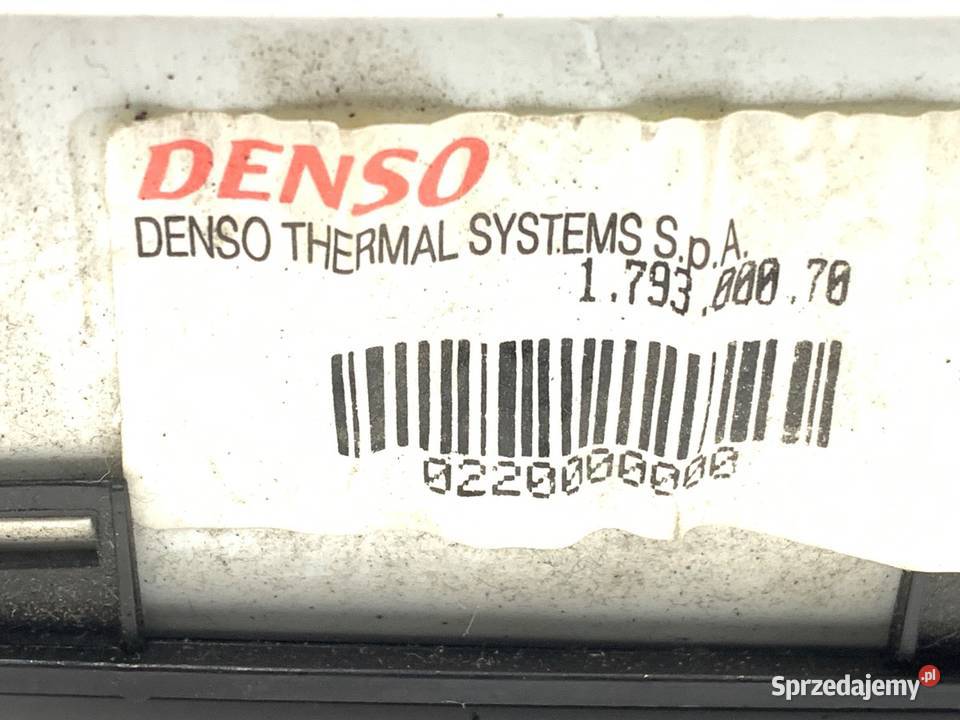 DENSO
DENSO THERMAL SYSTEMS S.p.A.
1.793.000.70
0220000000
Sprzedajemy.pl